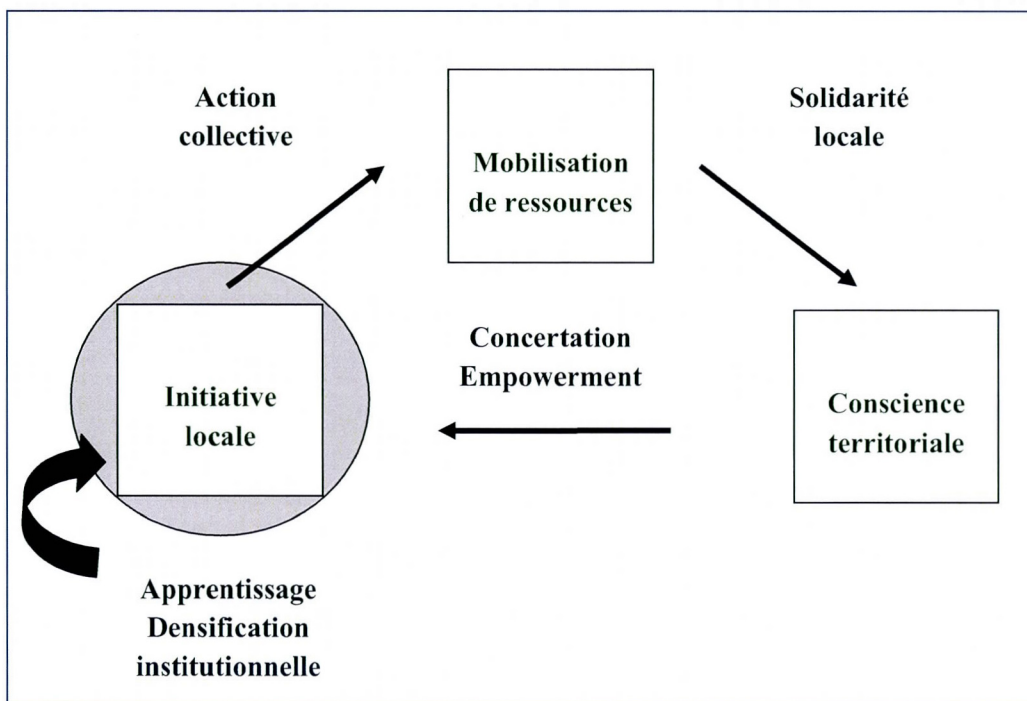 Action
collective
Mobilisation
de ressources
Solidarité
locale
Initiative
locale
Concertation
Empowerment
Conscience
territoriale
Apprentissage
Densification
institutionnelle